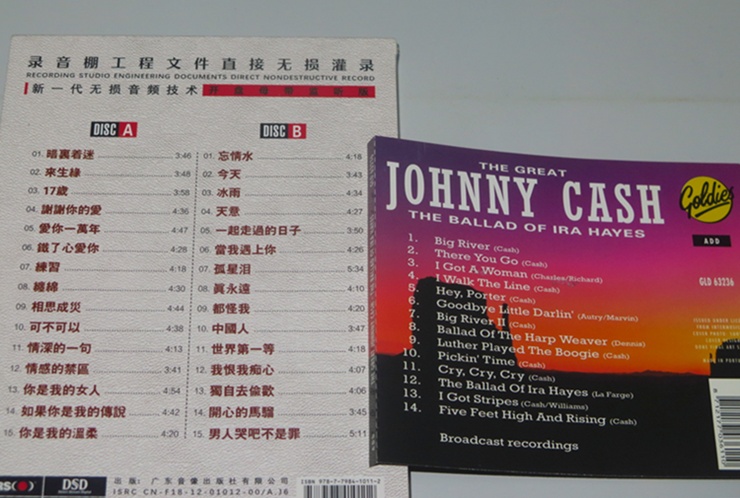 录音棚工程文件直接无损灌录
RECORDING STUDIO ENGINEERING DOCUMENTS DIRECT NONDESTRUCTIVE RECORD
新一代无损音频技术
DISC A
01. 暗裏着迷 3:46
02. 來生緣 3:48
03. 17歲 3:58
04. 謝謝你的愛 4:36
05. 愛你一萬年 4:47
06. 鐵了心愛你 4:28
07. 練習 4:18
08. 纏綿 4:30
09. 相思成災 4:44
10. 可不可以 4:38
11. 情深的一句 4:13
12. 情感的禁區 3:41
13. 你是我的女人 4:54
14. 如果你是我的傳說 4:42
15. 你是我的溫柔 4:20
DISC B
01. 忘情水 4:18
02. 今天 3:43
03. 冰雨 4:34
04. 天意 4:27
05. 一起走過的日子 3:50
06. 當我遇上你 4:26
07. 孤星淚 5:34
08. 眞永遠 4:10
09. 都怪我 4:20
10. 中國人 3:47
11. 世界第一等 4:18
12. 我恨我痴心 4:07
13. 獨自去偷歡 4:06
14. 開心的馬騮 3:45
15. 男人哭吧不是罪 5:11
DSD
出版: 广东音像出版社有限公司
ISRC CN-F18-12-01012-00/A.J6
ISBN 978-7-7984-1011-2
THE GREAT
JOHNNY CASH
THE BALLAD OF IRA HAYES
Goldies
ADD
GLD 63236
1. Big River (Cash)
2. There You Go (Cash)
3. I Got A Woman (Charles/Richard)
4. I Walk The Line (Cash)
5. Hey, Porter (Cash)
6. Goodbye Little Darlin' (Autry/Marvin)
7. Big River II (Cash)
8. Ballad Of The Harp Weaver (Dennis)
9. Luther Played The Boogie (Cash)
10. Pickin' Time (Cash)
11. Cry, Cry, Cry (Cash)
12. The Ballad Of Ira Hayes (La Farge)
13. I Got Stripes (Cash/Williams)
14. Five Feet High And Rising (Cash)
Broadcast recordings